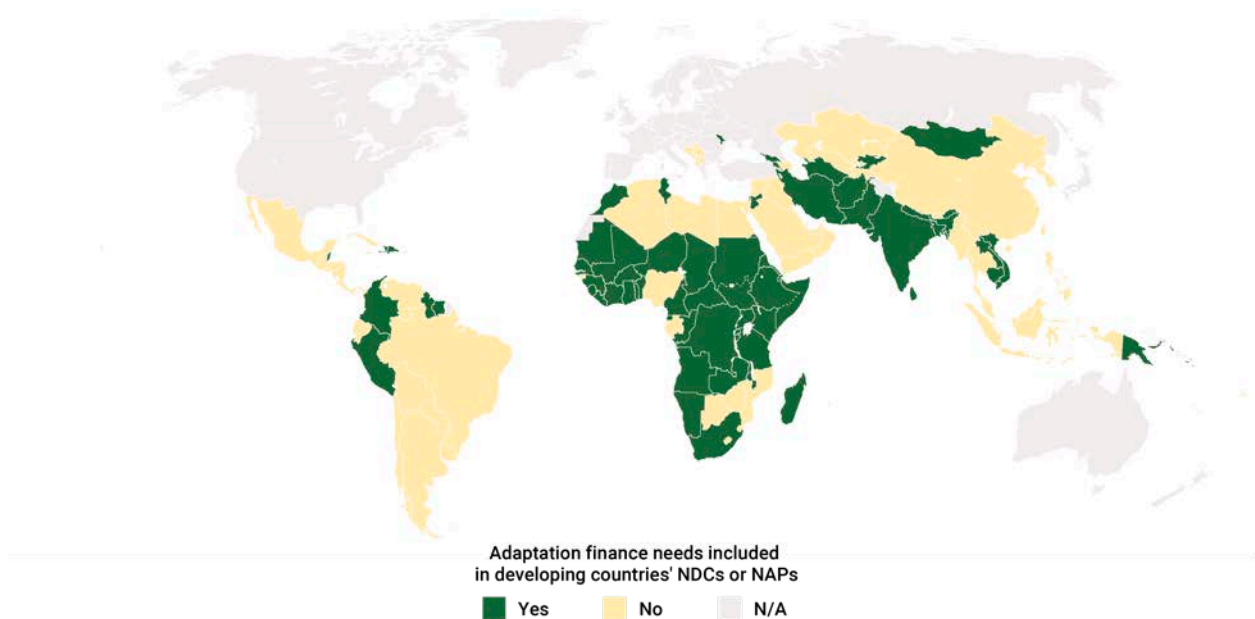 Adaptation finance needs included
in developing countries' NDCs or NAPs
Yes No N/A